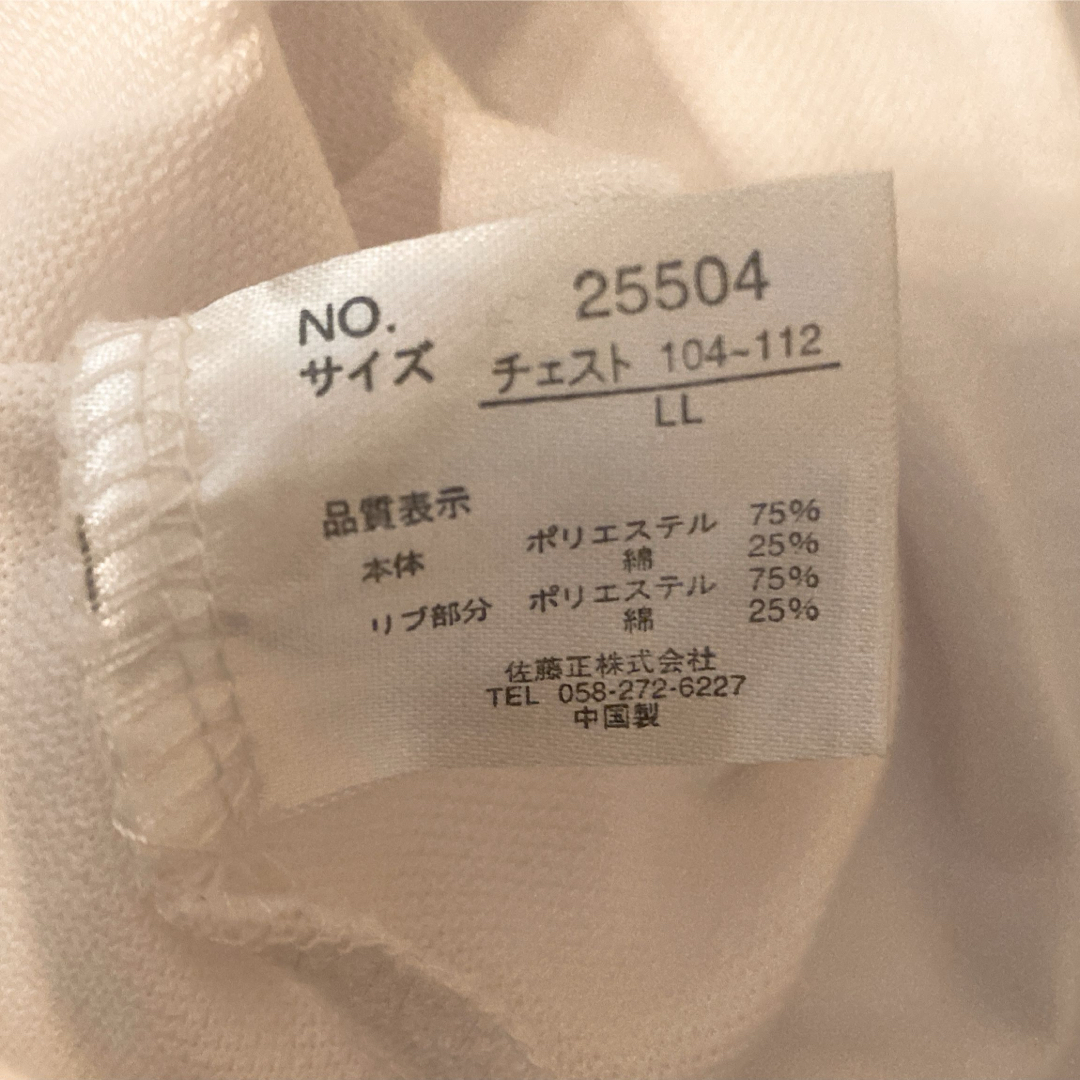 NO. 25504
サイズ チェスト 104~112
LL
品質表示
本体 ポリエステル 75%
綿 25%
リブ部分 ポリエステル 75%
綿 25%
佐藤正株式会社
TEL 058-272-6227
中国製